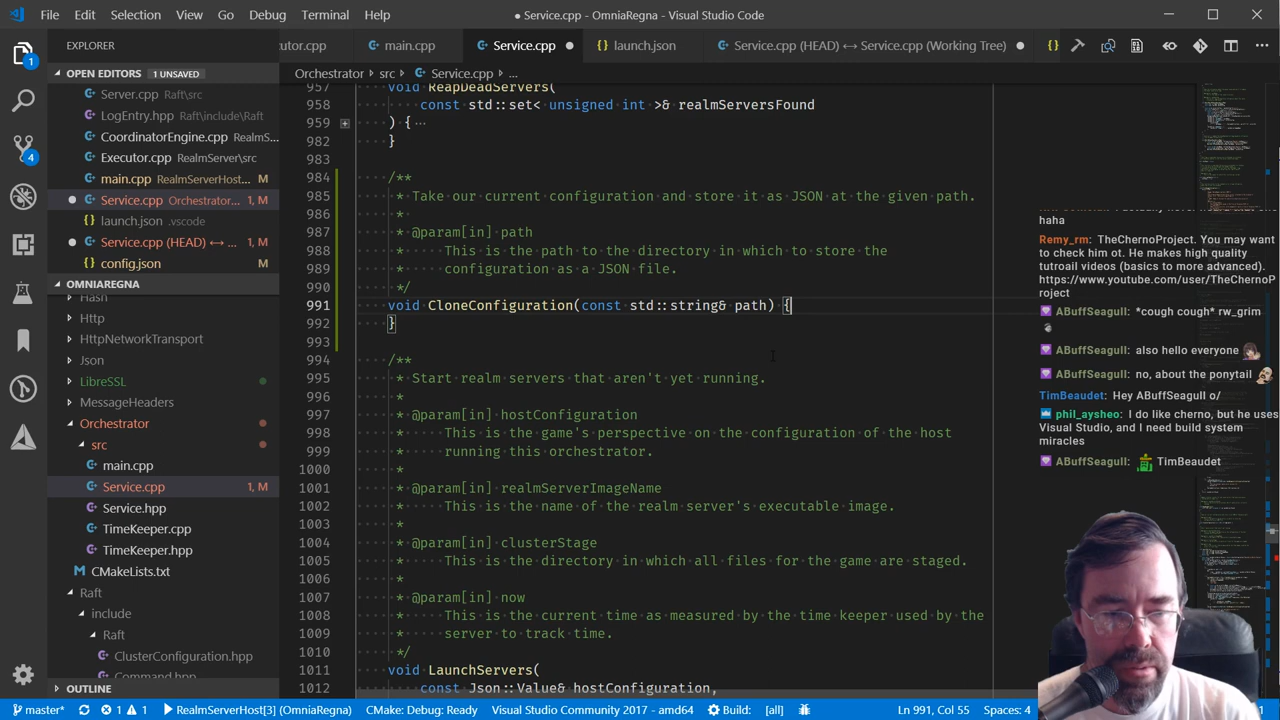 File Edit Selection View Go Debug Terminal Help
● Service.cpp - OmniaRegna - Visual Studio Code
EXPLORER
OPEN EDITORS 1 UNSAVED
Server.cpp Raft\src
LogEntry.hpp Raft\include\Raft
CoordinatorEngine.cpp RealmS...
Executor.cpp RealmServer\src
main.cpp RealmServerHost... M
Service.cpp Orchestrator... 1, M
launch.json .vscode
Service.cpp (HEAD) ↔ ... 1, M
config.json M
OMNIAREGNA
Hash
Http
HttpNetworkTransport
Json
LibreSSL
MessageHeaders
Orchestrator
src
main.cpp
Service.cpp 1, M
Service.hpp
TimeKeeper.cpp
TimeKeeper.hpp
CMakeLists.txt
Raft
include
Raft
ClusterConfiguration.hpp
Command.hpp
OUTLINE
utor.cpp main.cpp Service.cpp ● launch.json Service.cpp (HEAD) ↔ Service.cpp (Working Tree) ●
Orchestrator > src > Service.cpp > ...
957 void ReapDeadServers(
958 const std::set< unsigned int >& realmServersFound
959 ) { ...
982 }
983
984 /**
985 * Take our current configuration and store it as JSON at the given path.
986 *
987 * @param[in] path
988 * This is the path to the directory in which to store the
989 * configuration as a JSON file.
990 */
991 void CloneConfiguration(const std::string& path) {
992 }
993
994 /**
995 * Start realm servers that aren't yet running.
996 *
997 * @param[in] hostConfiguration
998 * This is the game's perspective on the configuration of the host
999 * running this orchestrator.
1000 *
1001 * @param[in] realmServerImageName
1002 * This is the name of the realm server's executable image.
1003 *
1004 * @param[in] clusterStage
1005 * This is the directory in which all files for the game are staged.
1006 *
1007 * @param[in] now
1008 * This is the current time as measured by the time keeper used by the
1009 * server to track time.
1010 */
1011 void LaunchServers(
1012 const Json::Value& hostConfiguration,
haha
Remy_rm: TheChernoProject. You may want
to check him ot. He makes high quality
tutroail videos (basics to more advanced).
https://www.youtube.com/user/TheChernoP
roject
ABuffSeagull: *cough cough* rw_grim
ABuffSeagull: also hello everyone
ABuffSeagull: no, about the ponytail
TimBeaudet: Hey ABuffSeagull o/
phil_aysheo: I do like cherno, but he uses
Visual Studio, and I need build system
miracles
ABuffSeagull: TimBeaudet
master* 1 1 RealmServerHost[3] (OmniaRegna) CMake: Debug: Ready Visual Studio Community 2017 - amd64 Build: [all] Ln 991, Col 55 Spaces: 4